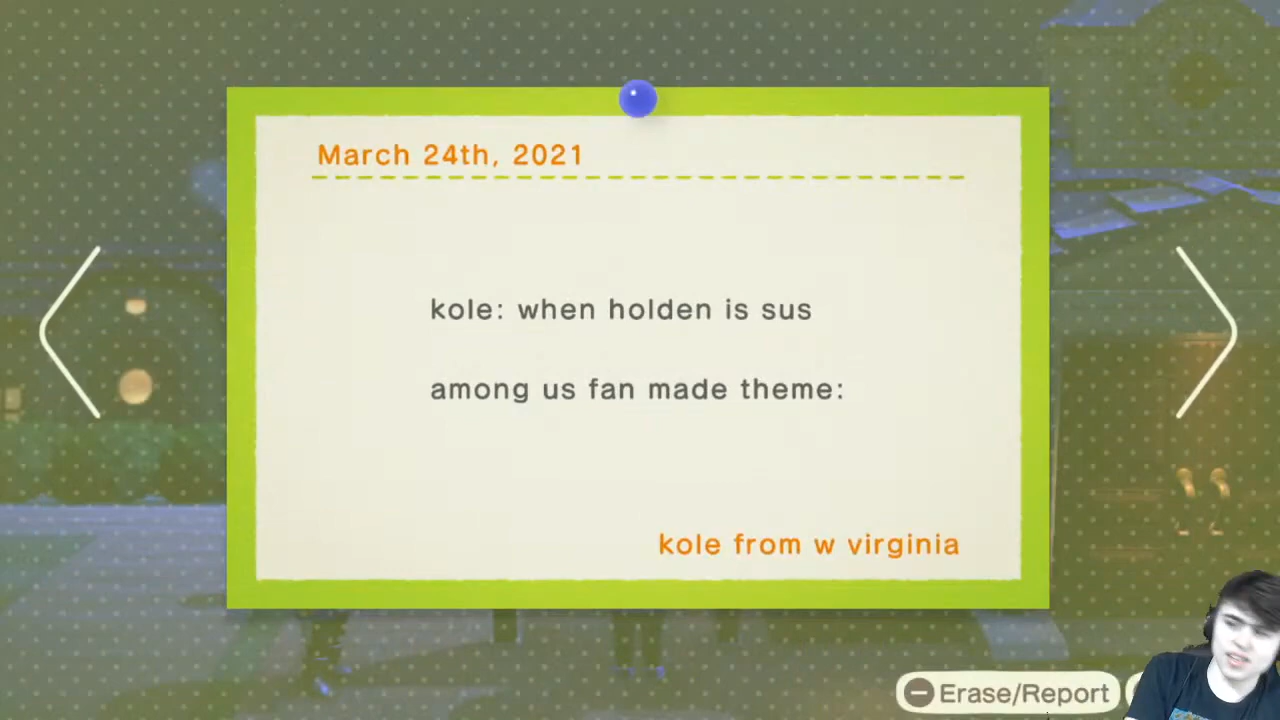 March 24th, 2021
kole: when holden is sus
among us fan made theme:
kole from w virginia
Erase/Report